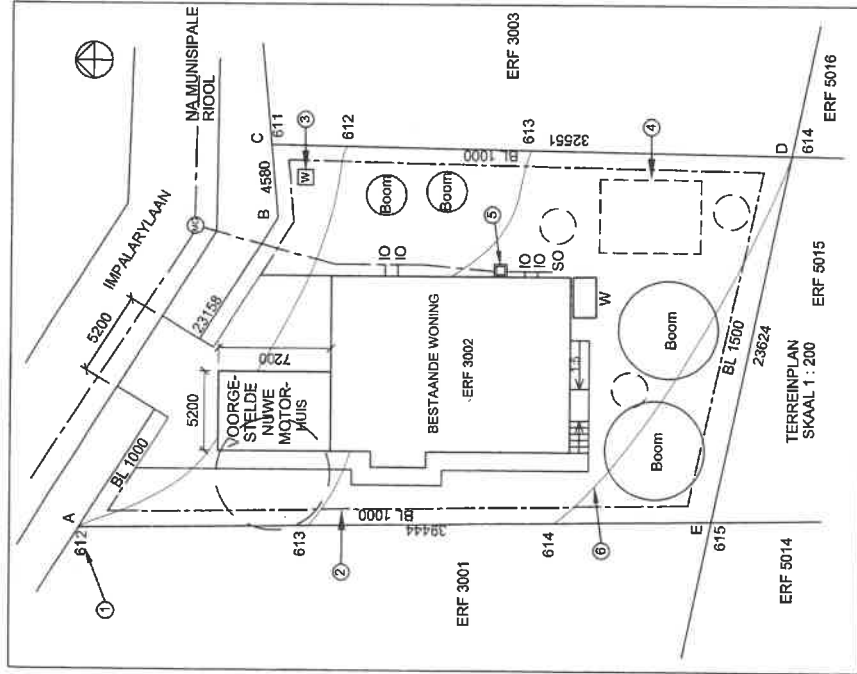 NA MUNISIPALE
RIOOL
IMPALARYLAAN
ERF 3003
5200
MG
23158
A
612
1
BL 1000
B
4580
C
611
3
W
612
Boom
Boom
613
32551
BL 1000
4
5
IO
IO
IO
IO
SO
5200
7200
VOORGE-
STELDE
NUWE
MOTOR-
HUIS
BESTAANDE WONING
ERF 3002
613
2
BL 1000
39444
614
6
ERF 3001
1:5
W
Boom
Boom
BL 1500
23624
D
614
E
615
ERF 5014
ERF 5015
ERF 5016
TERREINPLAN
SKAAL 1 : 200